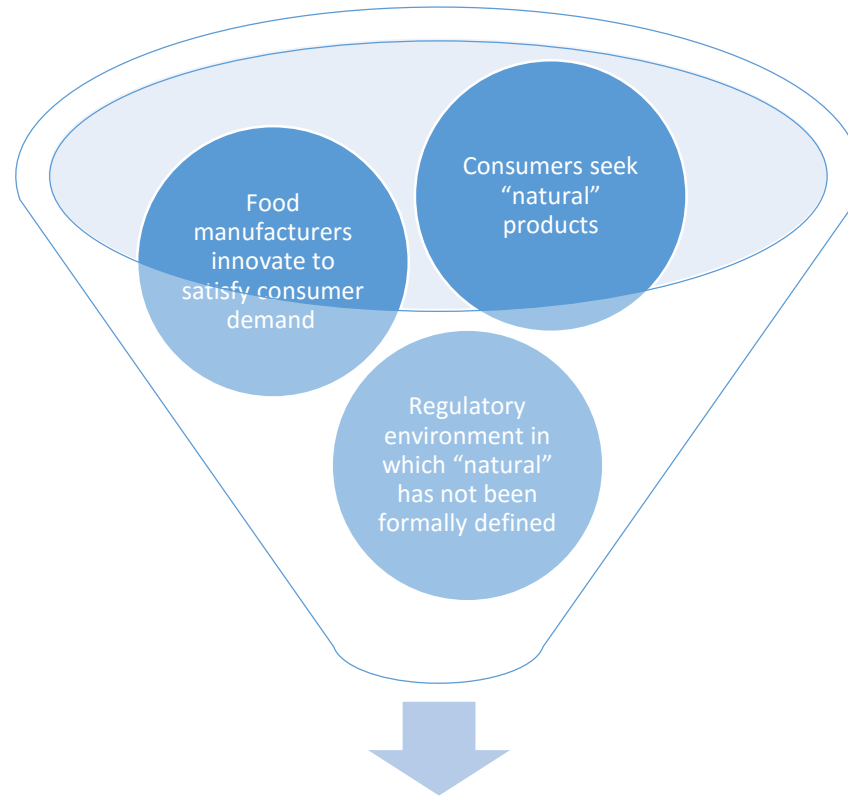 Consumers seek
“natural”
products
Food
manufacturers
innovate to
satisfy consumer
demand
Regulatory
environment in
which “natural”
has not been
formally defined